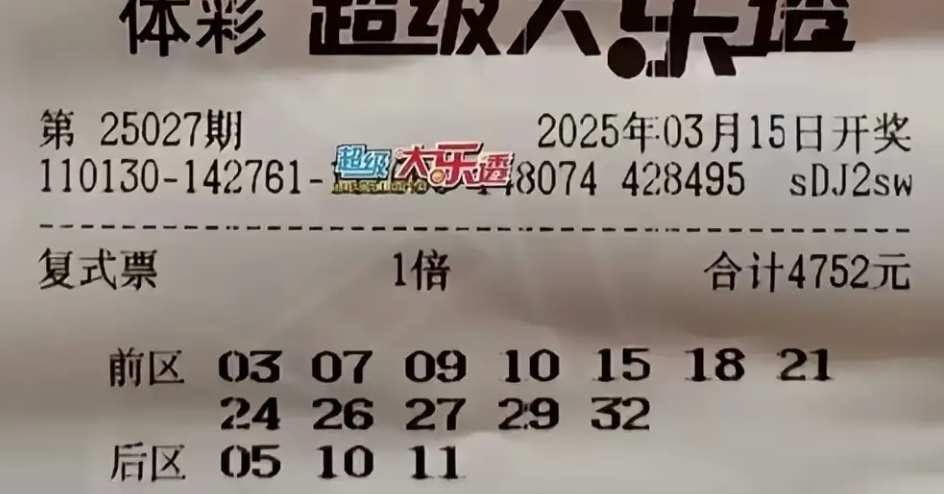 体彩 超级大乐透
第 25027期 2025年03月15日开奖
110130-142761- 超级大乐透 48074 428495 sDJ2sw
复式票 1倍 合计4752元
前区 03 07 09 10 15 18 21
24 26 27 29 32
后区 05 10 11